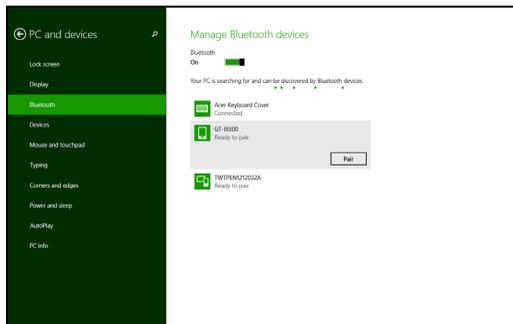 PC and devices
Lock screen
Display
Bluetooth
Devices
Mouse and touchpad
Typing
Corners and edges
Power and sleep
AutoPlay
PC info
Manage Bluetooth devices
Bluetooth
On
Your PC is searching for and can be discovered by Bluetooth devices.
Acer Keyboard Cover
Connected
GT-I9300
Ready to pair
Pair
TWTPEN1212032A
Ready to pair